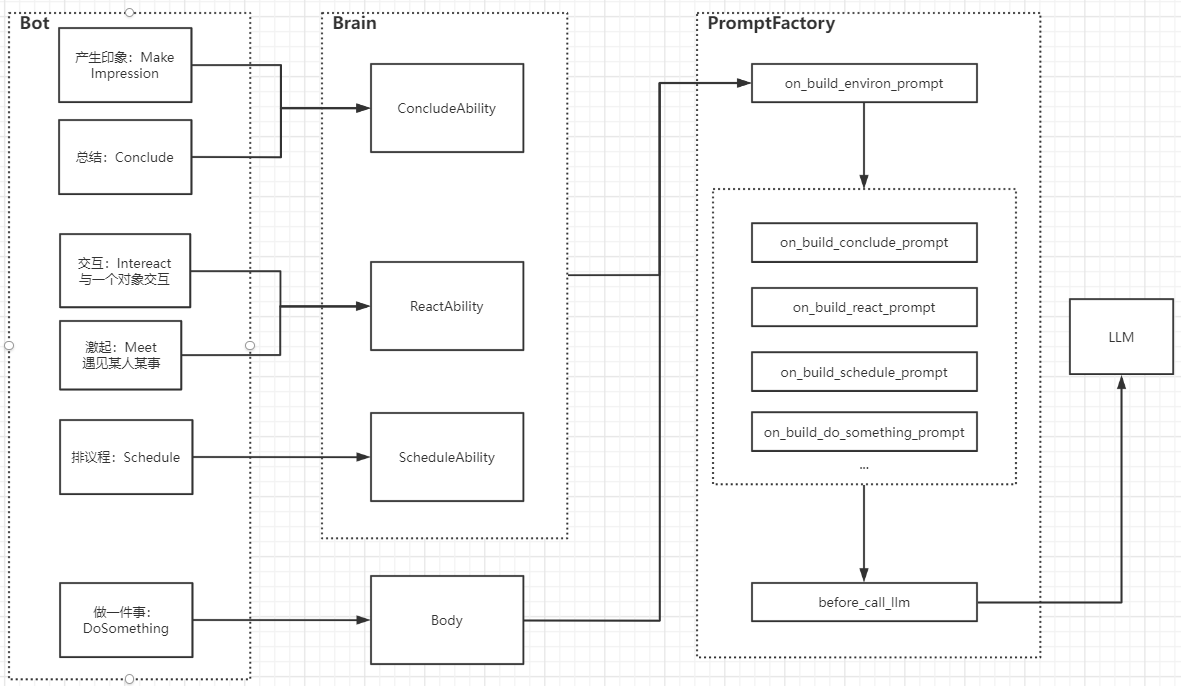 Bot
产生印象：Make
Impression
总结：Conclude
交互：Intereact
与一个对象交互
激起：Meet
遇见某人某事
排议程：Schedule
做一件事：
DoSomething
Brain
ConcludeAbility
ReactAbility
ScheduleAbility
Body
PromptFactory
on_build_environ_prompt
on_build_conclude_prompt
on_build_react_prompt
on_build_schedule_prompt
on_build_do_something_prompt
...
before_call_llm
LLM